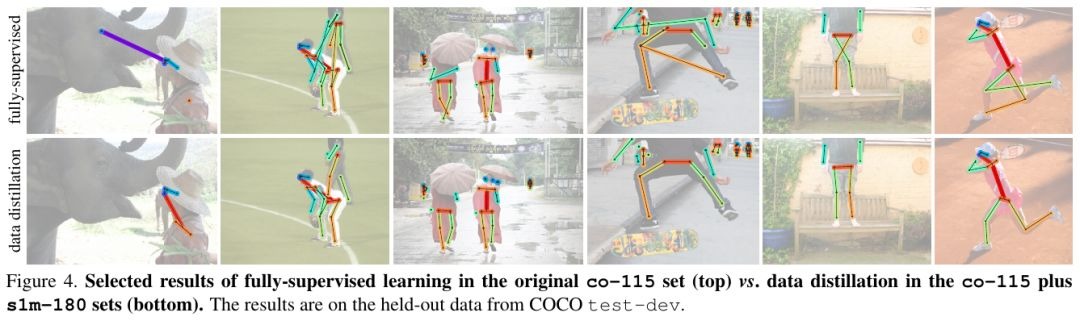 fully-supervised
data distillation
Figure 4. Selected results of fully-supervised learning in the original co-115 set (top) vs. data distillation in the co-115 plus
s1m-180 sets (bottom). The results are on the held-out data from COCO test-dev.